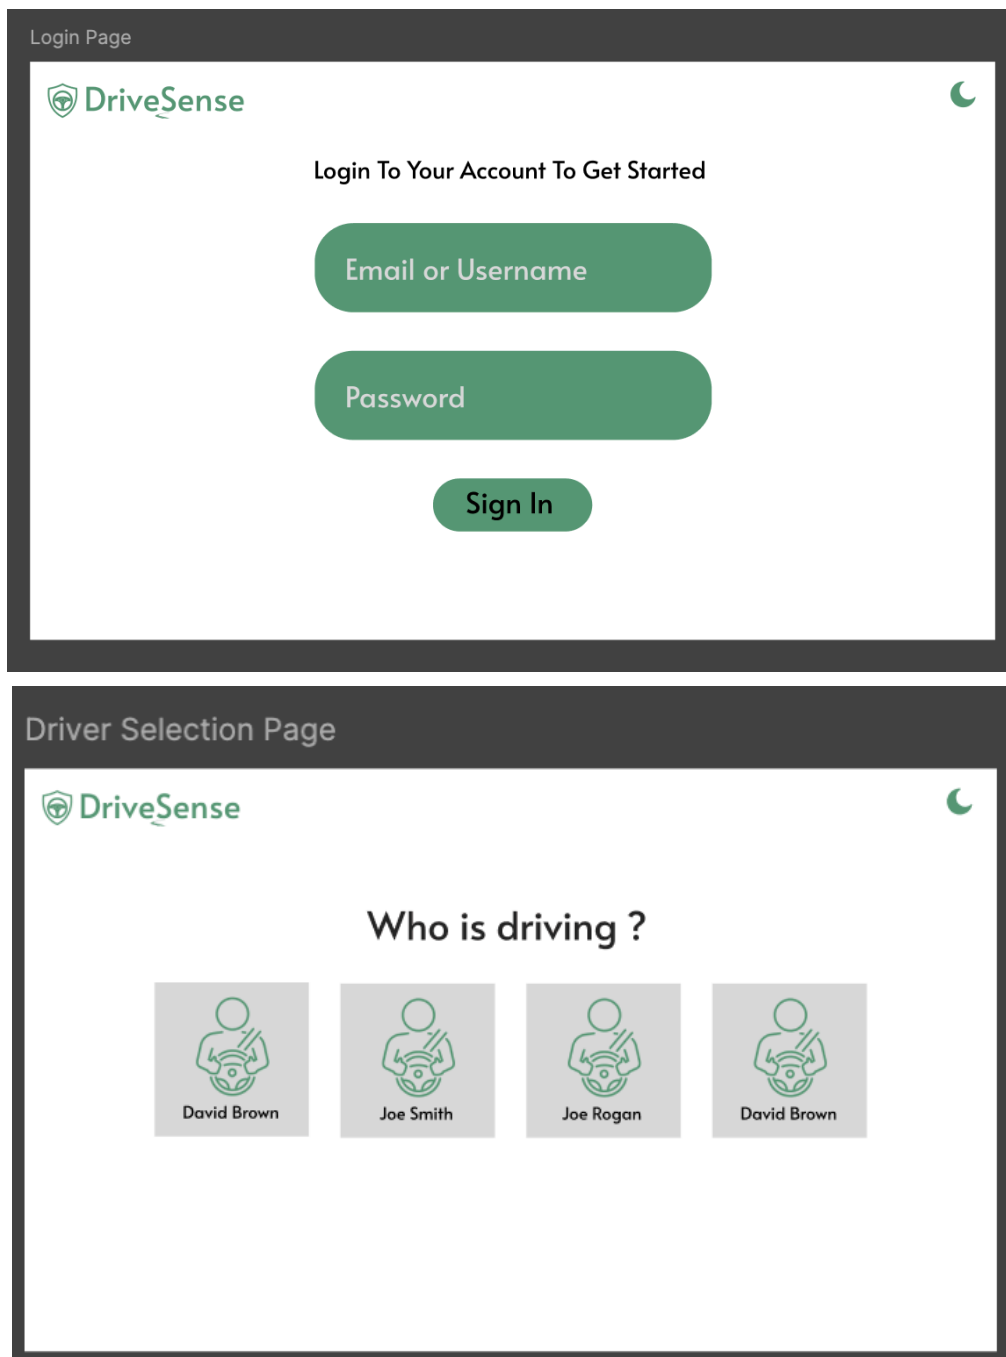 Login Page
DriveSense
Login To Your Account To Get Started
Email or Username
Password
Sign In
Driver Selection Page
DriveSense
Who is driving ?
David Brown
Joe Smith
Joe Rogan
David Brown